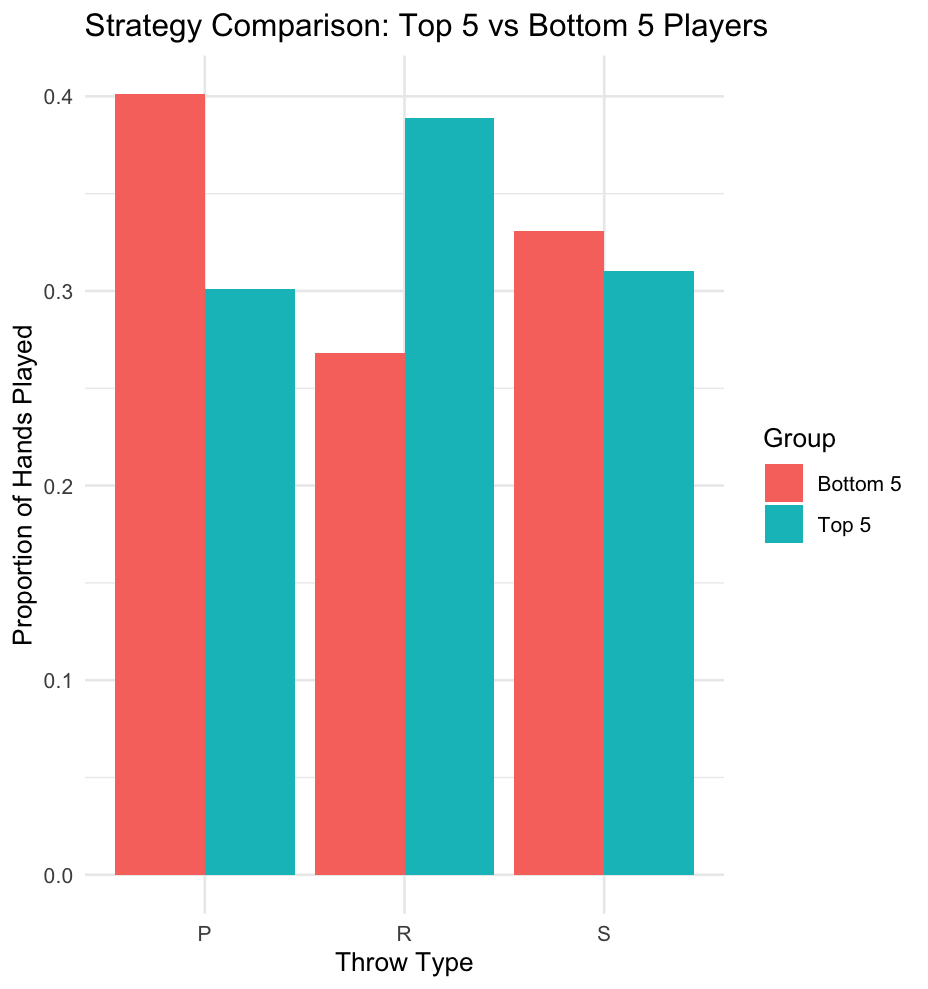 Strategy Comparison: Top 5 vs Bottom 5 Players
Proportion of Hands Played
0.4
0.3
0.2
0.1
0.0
P R S
Throw Type
Group
Bottom 5
Top 5